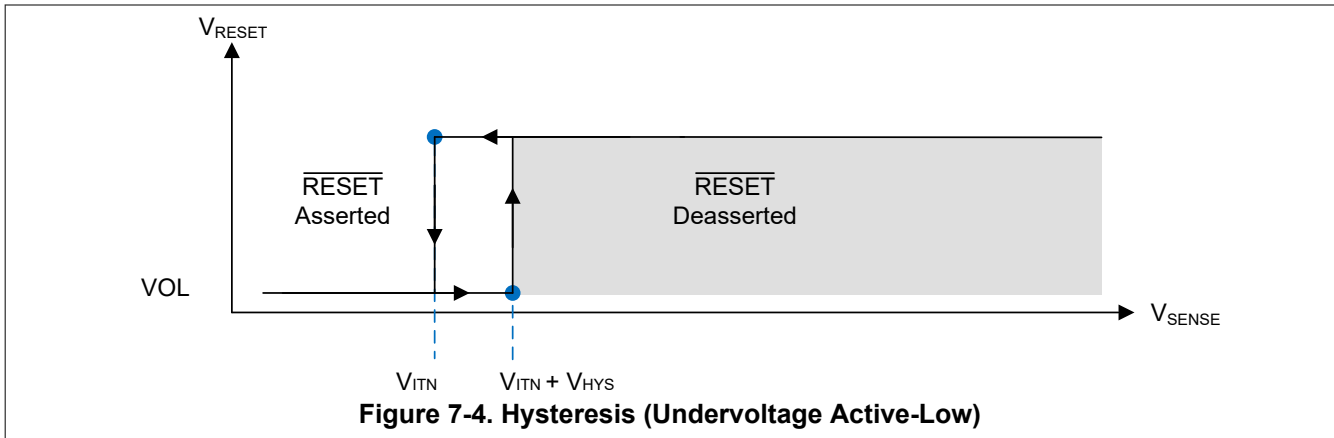 VRESET
RESET
Asserted
RESET
Deasserted
VOL
VSENSE
VITN
VITN + VHYS
Figure 7-4. Hysteresis (Undervoltage Active-Low)